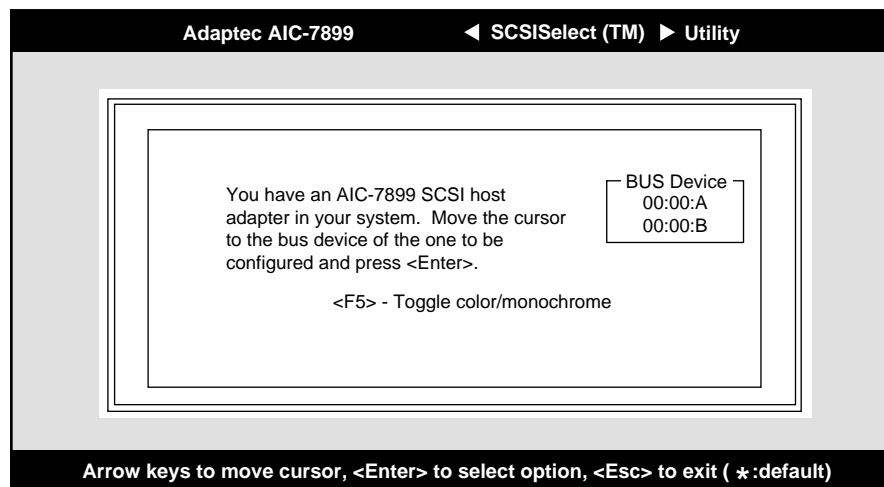 Adaptec AIC-7899 ◀ SCSISelect (TM) ▶ Utility
You have an AIC-7899 SCSI host
adapter in your system. Move the cursor
to the bus device of the one to be
configured and press <Enter>.
BUS Device
00:00:A
00:00:B
<F5> - Toggle color/monochrome
Arrow keys to move cursor, <Enter> to select option, <Esc> to exit ( *:default)